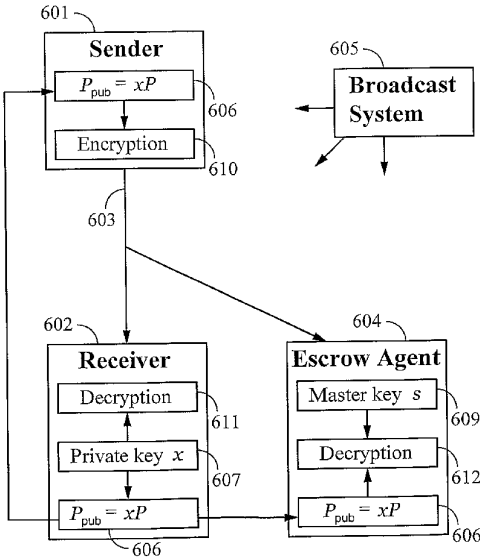 601
Sender
P_pub = xP
606
Encryption
610
603
605
Broadcast
System
602
Receiver
Decryption
611
Private key x
607
P_pub = xP
606
604
Escrow Agent
Master key s
609
Decryption
612
P_pub = xP
606